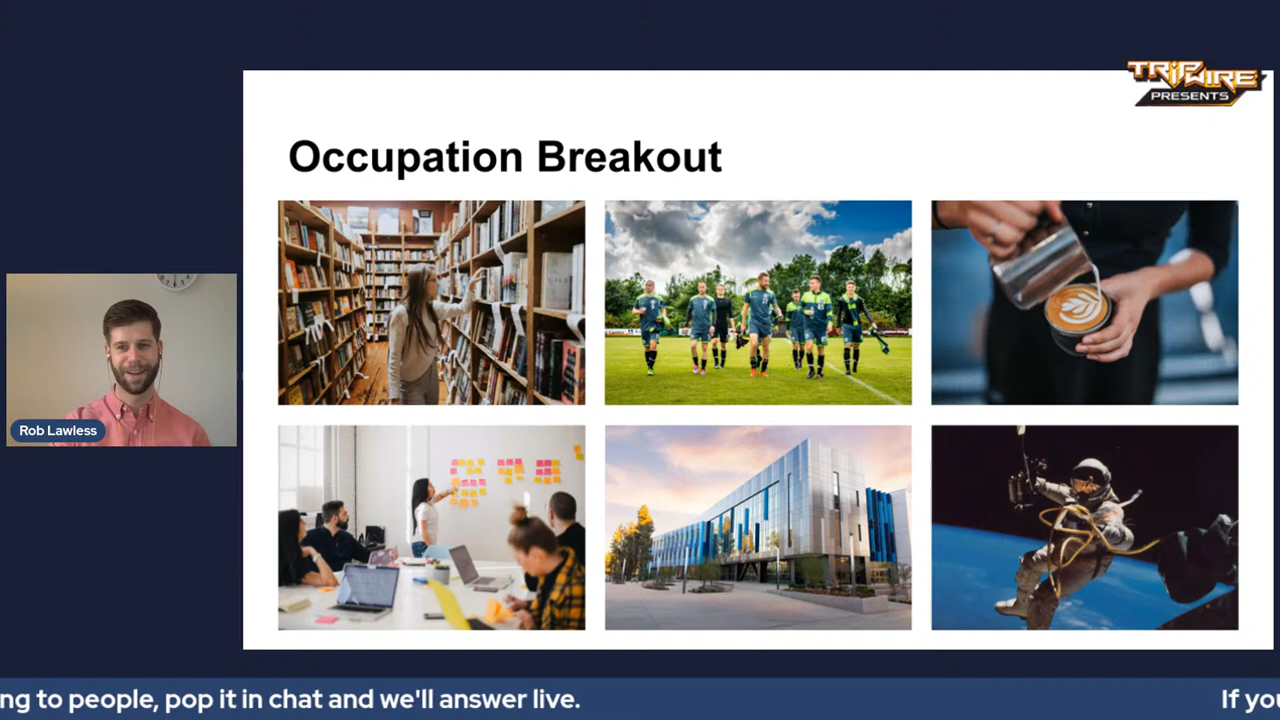 TRIPWIRE
PRESENTS
Occupation Breakout
Rob Lawless
ng to people, pop it in chat and we'll answer live.
If you